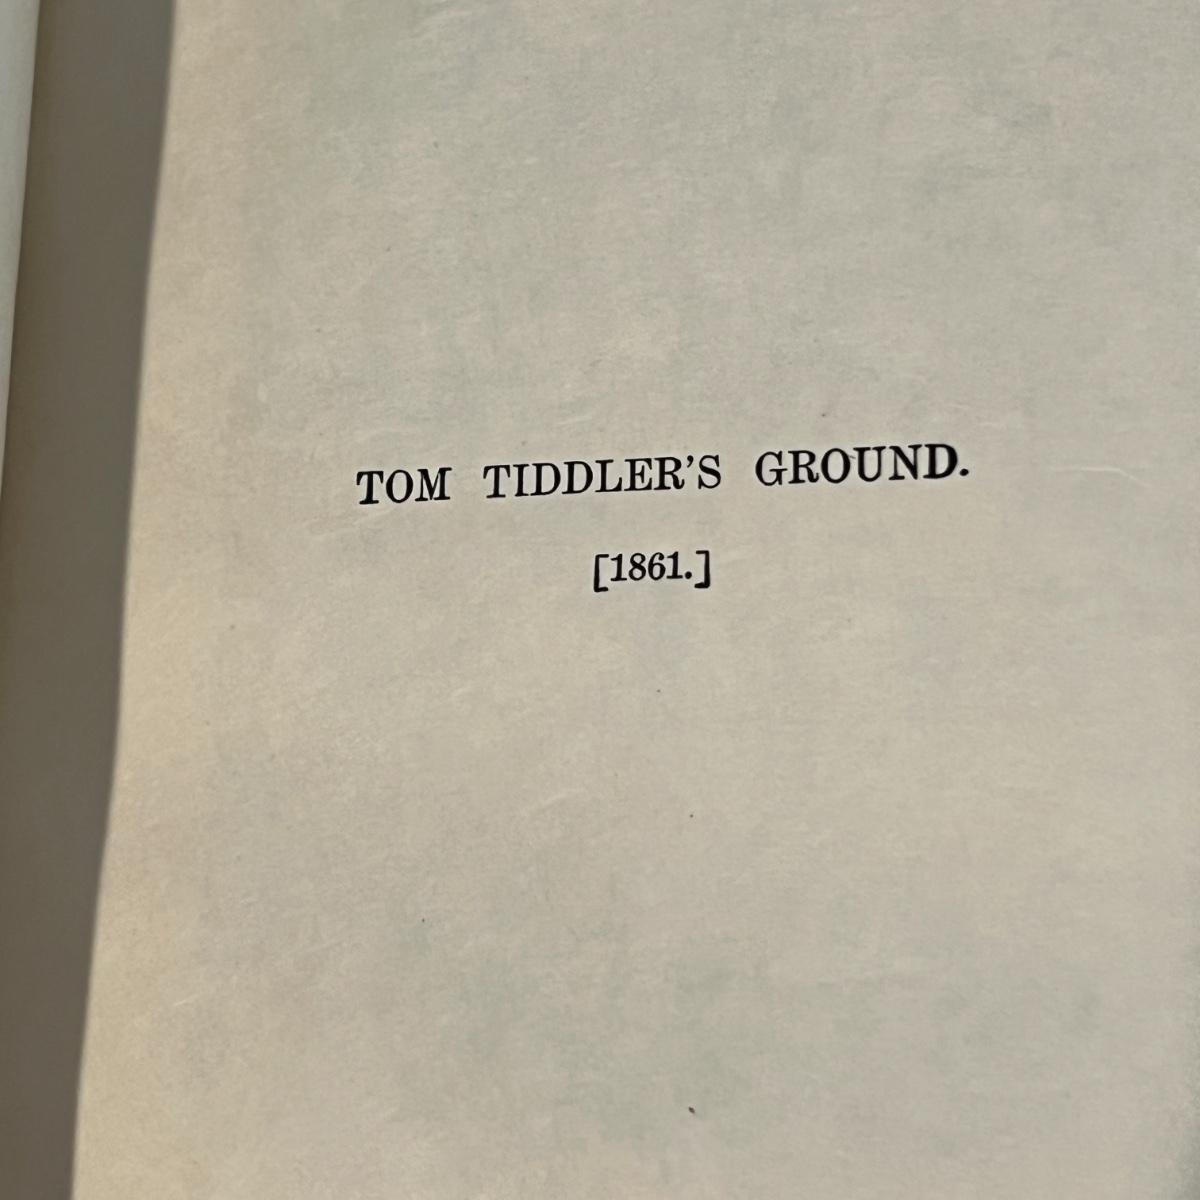 TOM TIDDLER'S GROUND.
[1861.]